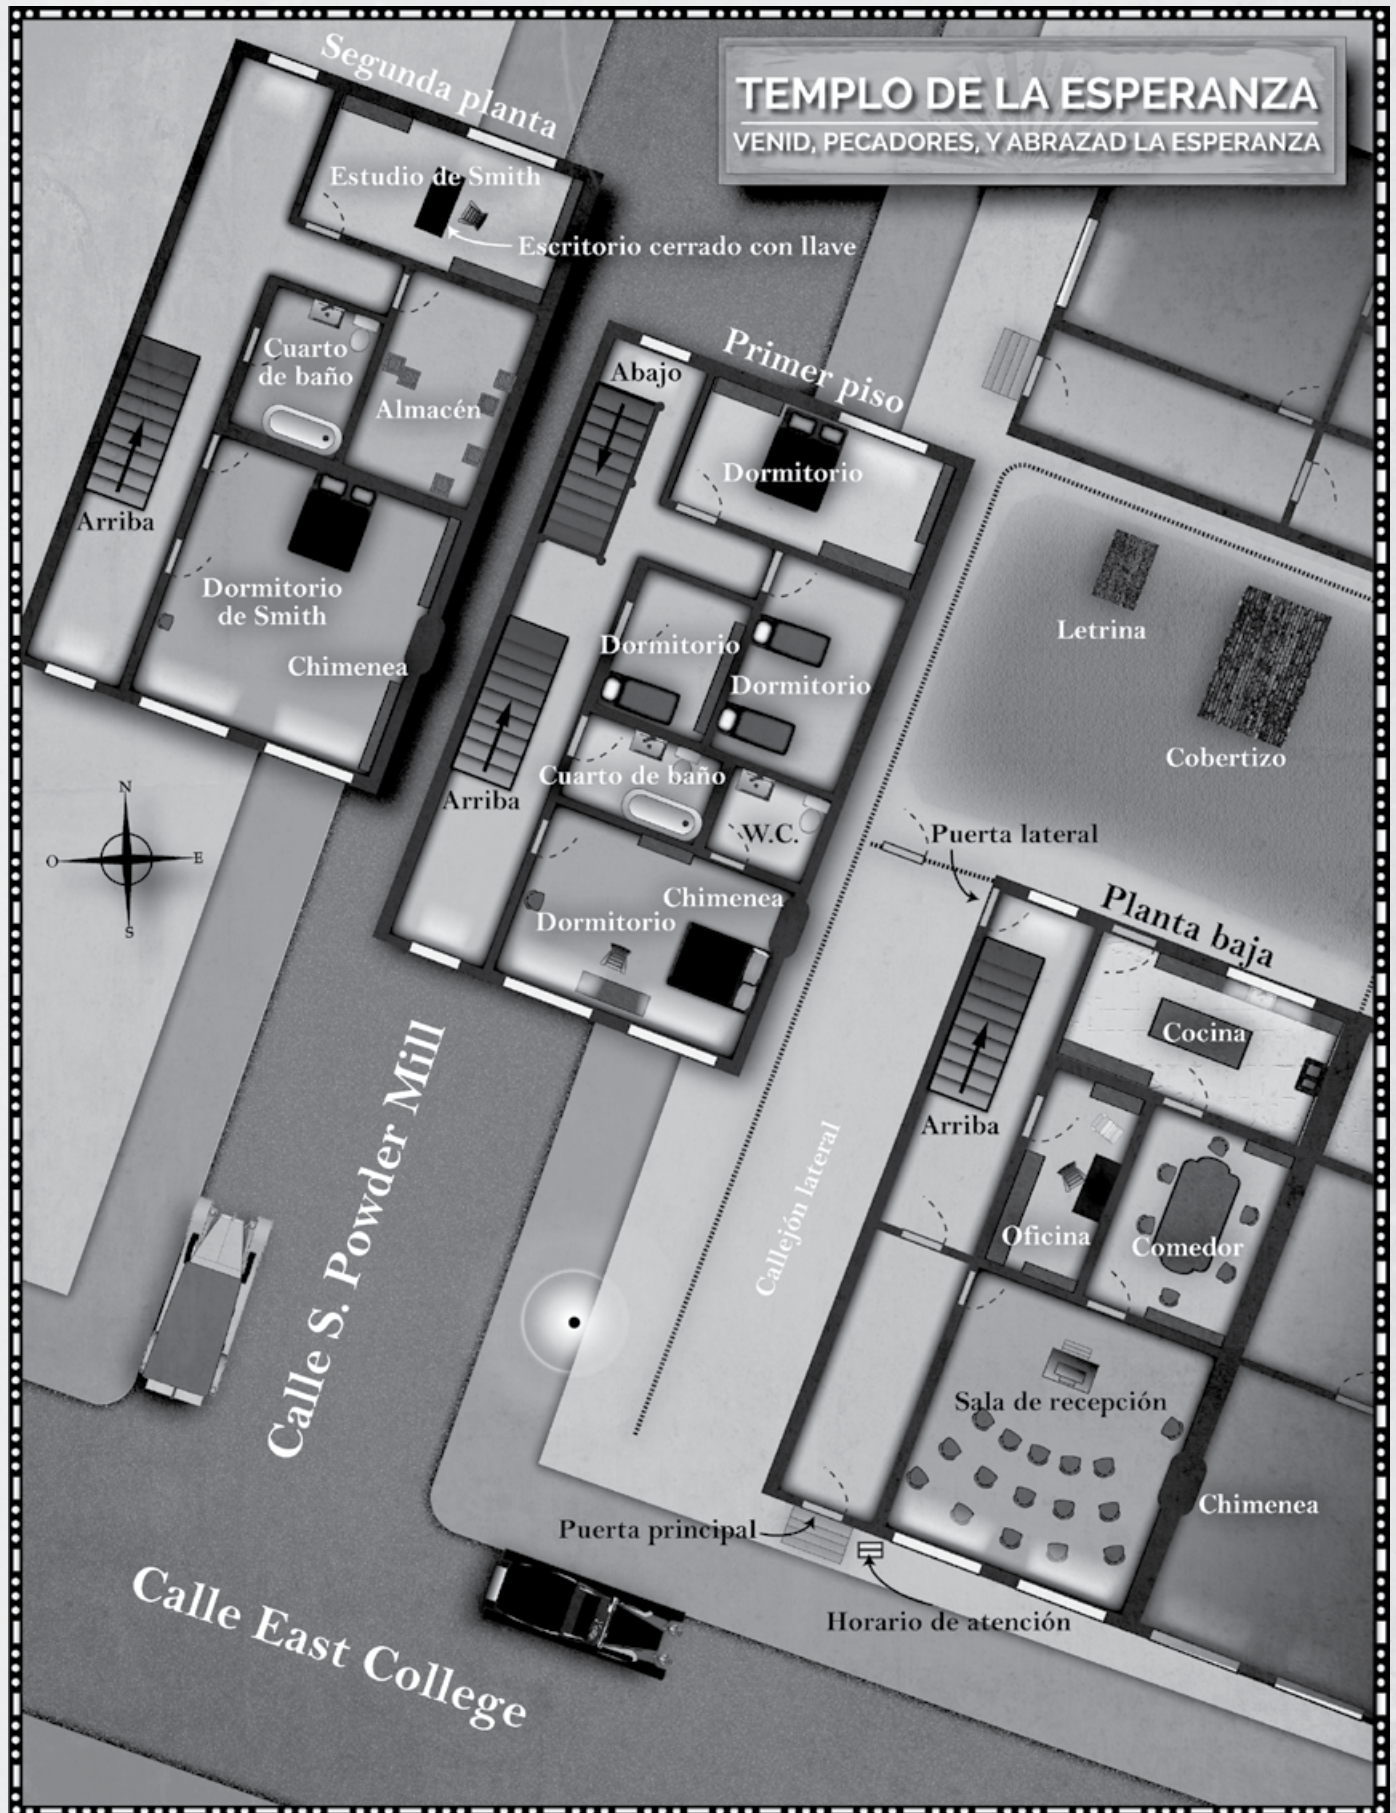 TEMPLO DE LA ESPERANZA
VENID, PECADORES, Y ABRAZAD LA ESPERANZA
Segunda planta
Estudio de Smith
Escritorio cerrado con llave
Cuarto
de baño
Almacén
Arriba
Dormitorio
de Smith
Chimenea
Primer piso
Abajo
Dormitorio
Dormitorio
Dormitorio
Cuarto de baño
Arriba
W.C.
Chimenea
Dormitorio
Letrina
Cobertizo
N
O
E
S
Puerta lateral
Planta baja
Cocina
Arriba
Oficina
Comedor
Callejón lateral
Calle S. Powder Mill
Sala de recepción
Chimenea
Puerta principal
Horario de atención
Calle East College